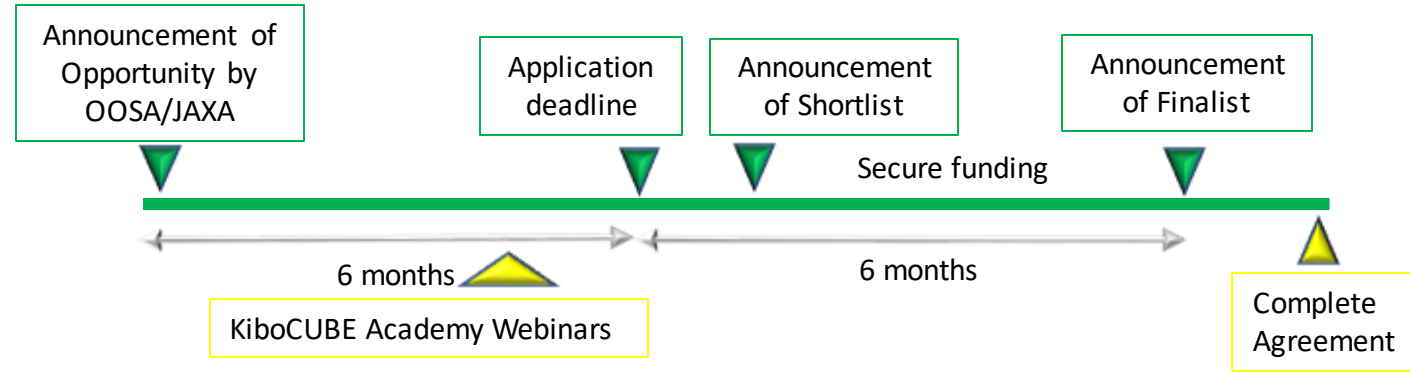 Announcement of
Opportunity by
OOSA/JAXA
Application
deadline
Announcement
of Shortlist
Announcement
of Finalist
Secure funding
6 months
6 months
KiboCUBE Academy Webinars
Complete
Agreement